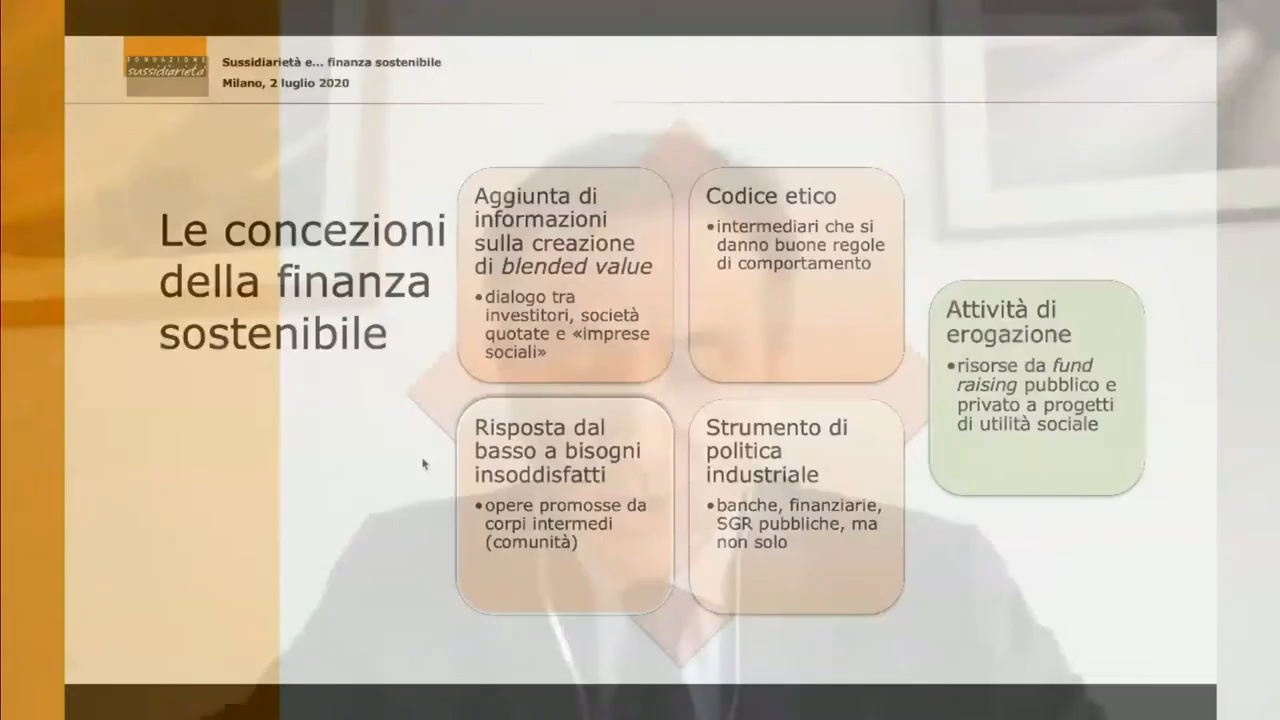 FONDAZIONE
sussidiarietà
Sussidiarietà e... finanza sostenibile
Milano, 2 luglio 2020
Le concezioni
della finanza
sostenibile
Aggiunta di
informazioni
sulla creazione
di blended value
•dialogo tra
investitori, società
quotate e «imprese
sociali»
Codice etico
•intermediari che si
danno buone regole
di comportamento
Risposta dal
basso a bisogni
insoddisfatti
•opere promosse da
corpi intermedi
(comunità)
Strumento di
politica
industriale
•banche, finanziarie,
SGR pubbliche, ma
non solo
Attività di
erogazione
•risorse da fund
raising pubblico e
privato a progetti
di utilità sociale